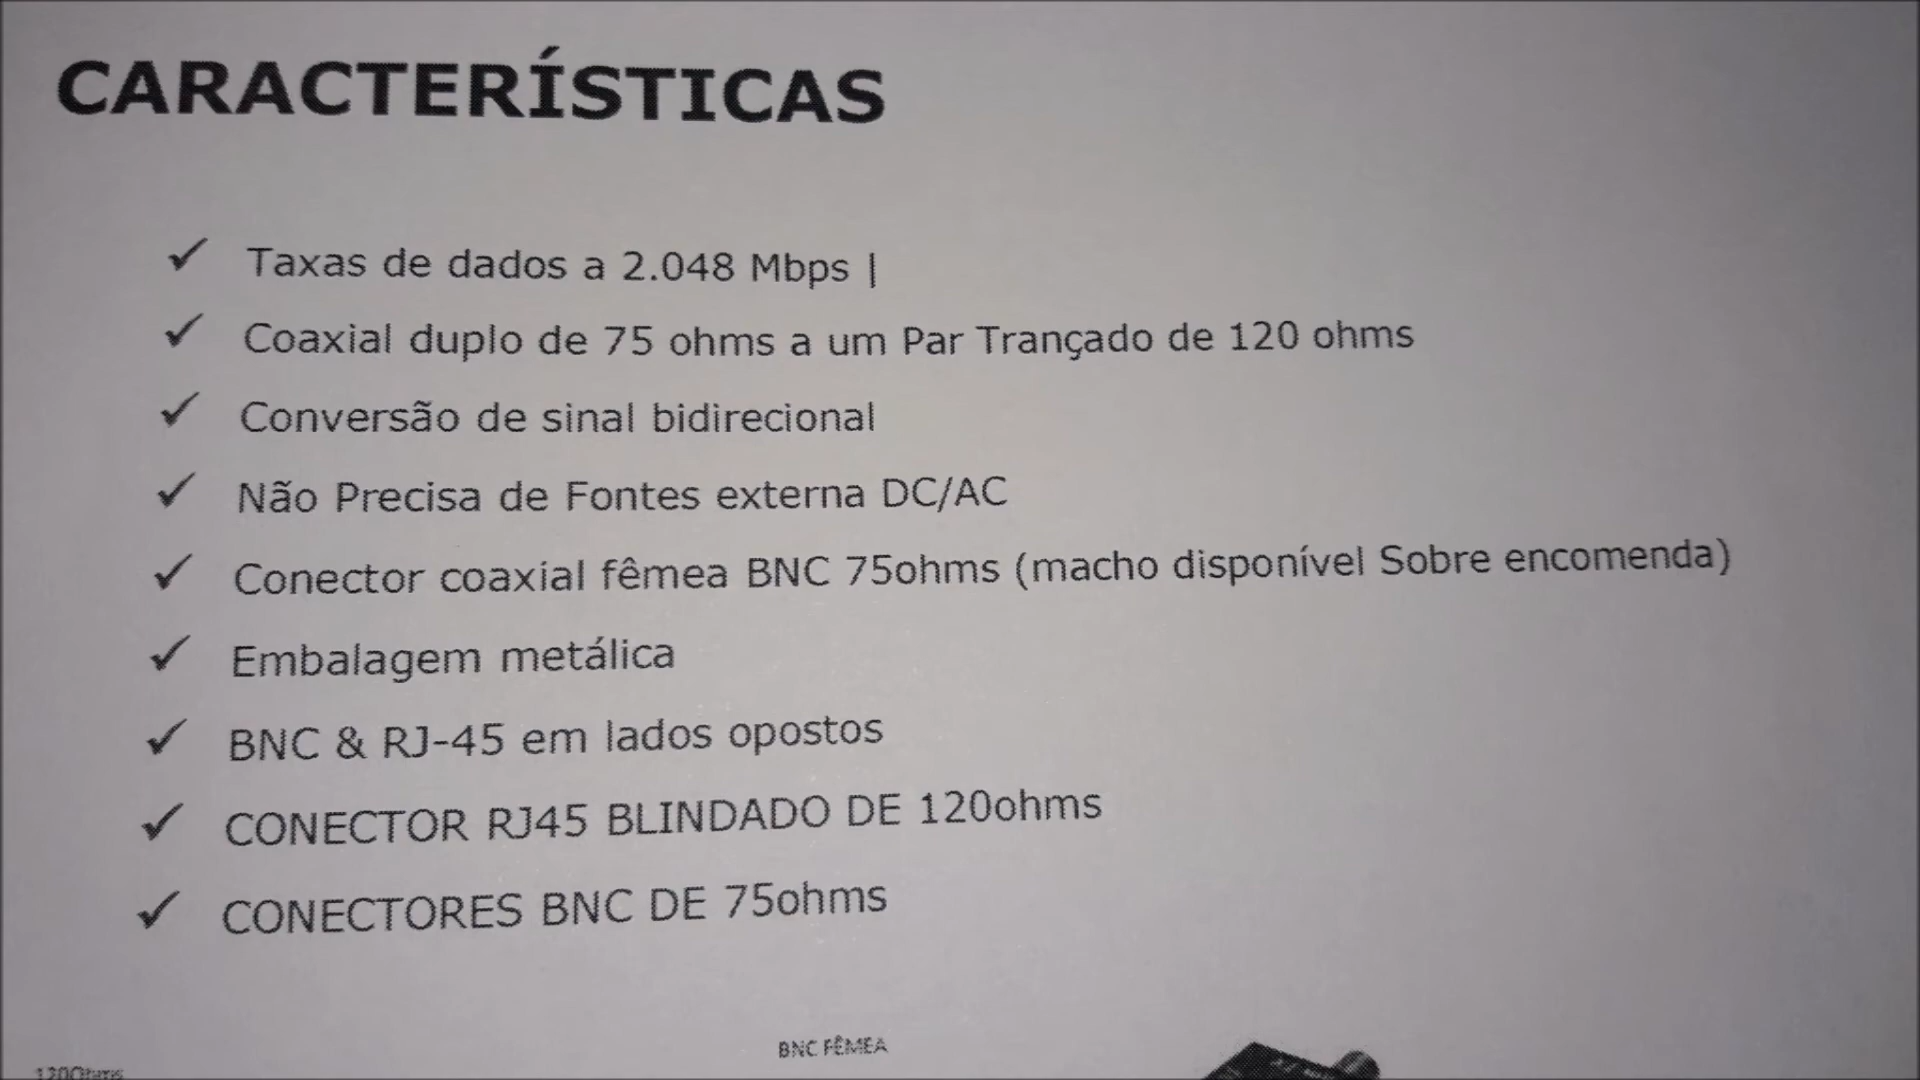 CARACTERÍSTICAS
✓ Taxas de dados a 2.048 Mbps |
✓ Coaxial duplo de 75 ohms a um Par Trançado de 120 ohms
✓ Conversão de sinal bidirecional
✓ Não Precisa de Fontes externa DC/AC
✓ Conector coaxial fêmea BNC 75ohms (macho disponível Sobre encomenda)
✓ Embalagem metálica
✓ BNC & RJ-45 em lados opostos
✓ CONECTOR RJ45 BLINDADO DE 120ohms
✓ CONECTORES BNC DE 75ohms
BNC FÊMEA
120Ohms